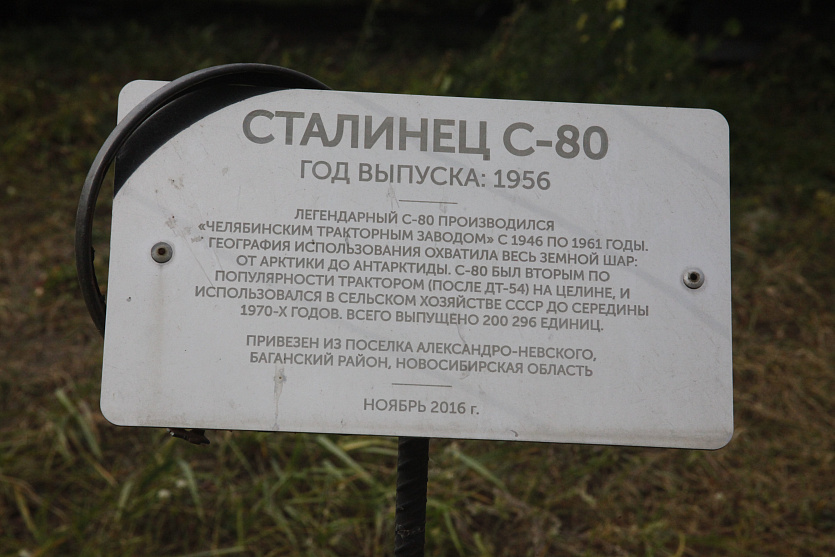 СТАЛИНЕЦ С-80
ГОД ВЫПУСКА: 1956
ЛЕГЕНДАРНЫЙ С-80 ПРОИЗВОДИЛСЯ
«ЧЕЛЯБИНСКИМ ТРАКТОРНЫМ ЗАВОДОМ» С 1946 ПО 1961 ГОДЫ.
ГЕОГРАФИЯ ИСПОЛЬЗОВАНИЯ ОХВАТИЛА ВЕСЬ ЗЕМНОЙ ШАР:
ОТ АРКТИКИ ДО АНТАРКТИДЫ. С-80 БЫЛ ВТОРЫМ ПО
ПОПУЛЯРНОСТИ ТРАКТОРОМ (ПОСЛЕ ДТ-54) НА ЦЕЛИНЕ, И
ИСПОЛЬЗОВАЛСЯ В СЕЛЬСКОМ ХОЗЯЙСТВЕ СССР ДО СЕРЕДИНЫ
1970-Х ГОДОВ. ВСЕГО ВЫПУЩЕНО 200 296 ЕДИНИЦ.
ПРИВЕЗЕН ИЗ ПОСЕЛКА АЛЕКСАНДРО-НЕВСКОГО,
БАГАНСКИЙ РАЙОН, НОВОСИБИРСКАЯ ОБЛАСТЬ
НОЯБРЬ 2016 г.